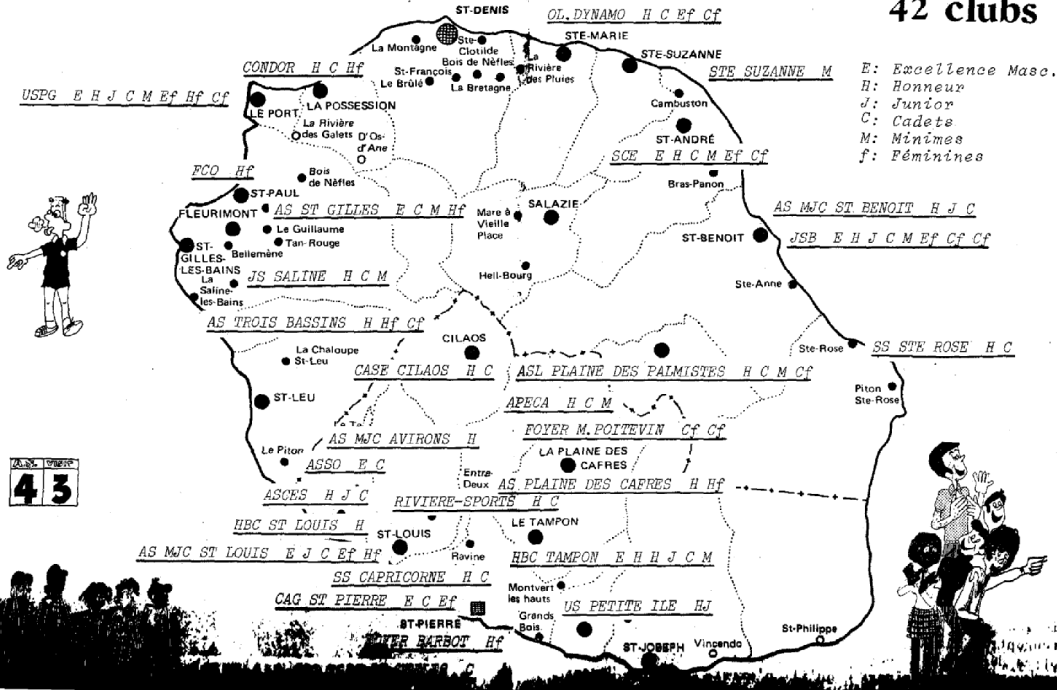 42 clubs
ST-DENIS
OL.DYNAMO H C Ef Cf
La Montagne
Ste-Clotilde
Bois de Nèfles
STE-MARIE
STE-SUZANNE
La Rivière des Pluies
St-François
Le Brûlé
La Bretagne
CONDOR H C Hf
STE SUZANNE M
E: Excellence Masc.
H: Honneur
J: Junior
C: Cadets
M: Minimes
f: Féminines
USPG E H J C M Ef Hf Cf
LE PORT
LA POSSESSION
Cambuston
La Rivière des Galets
D'Os-d'Ane
ST-ANDRÉ
SCE E H C M Ef Cf
FCO Hf
Bois de Nèfles
Bras-Panon
ST-PAUL
FLEURIMONT
AS ST GILLES E C M Hf
Mare à Vieille Place
SALAZIE
AS MJC ST BENOIT H J C
Le Guillaume
ST-BENOIT
JSB E H J C M Ef Cf Cf
Tan-Rouge
Bellemène
ST-GILLES-LES-BAINS
JS SALINE H C M
Hell-Bourg
Ste-Anne
La Saline-les-Bains
AS TROIS BASSINS H Hf Cf
CILAOS
La Chaloupe St-Leu
Ste-Rose
SS STE ROSE H C
CASE CILAOS H C
ASL PLAINE DES PALMISTES H C M Cf
Piton Ste-Rose
ST-LEU
APECA H C M
FOYER M.POITEVIN Cf Cf
AS MJC AVIRONS H
Le Piton
LA PLAINE DES CAFRES
ASSO E C
Entre-Deux
AS PLAINE DES CAFRES H Hf
4 3
ASCES H J C
RIVIERE-SPORTS H C
HBC ST LOUIS H
LE TAMPON
ST-LOUIS
AS MJC ST LOUIS E J C Ef Hf
Ravine
HBC TAMPON E H H J C M
SS CAPRICORNE H C
Montvert les hauts
CAG ST PIERRE E C Ef
US PETITE ILE HJ
Grands Bois
ST-PIERRE
St-Philippe
FOYER BARBOT Hf
ST-JOSEPH
Vincendo
C